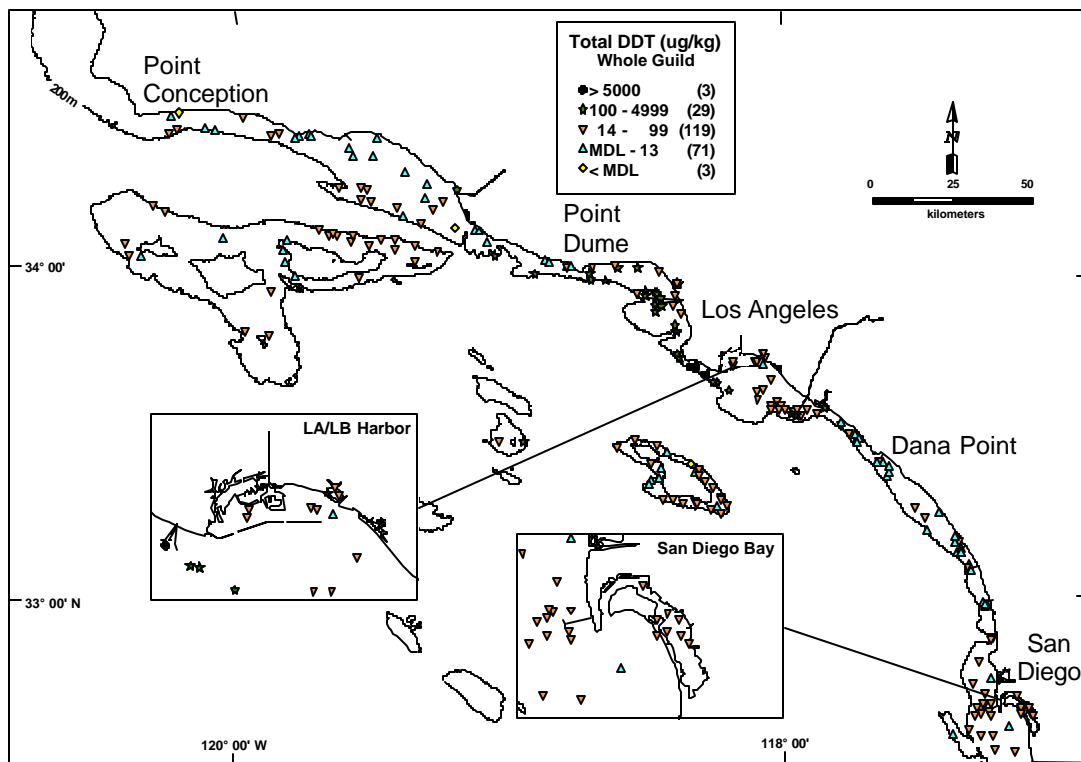 Total DDT (ug/kg)
Whole Guild
> 5000 (3)
100 - 4999 (29)
14 - 99 (119)
MDL - 13 (71)
< MDL (3)
Point
Conception
200m
N
0 25 50
kilometers
Point
Dume
34° 00'
Los Angeles
LA/LB Harbor
Dana Point
San Diego Bay
33° 00' N
San
Diego
120° 00' W
118° 00'